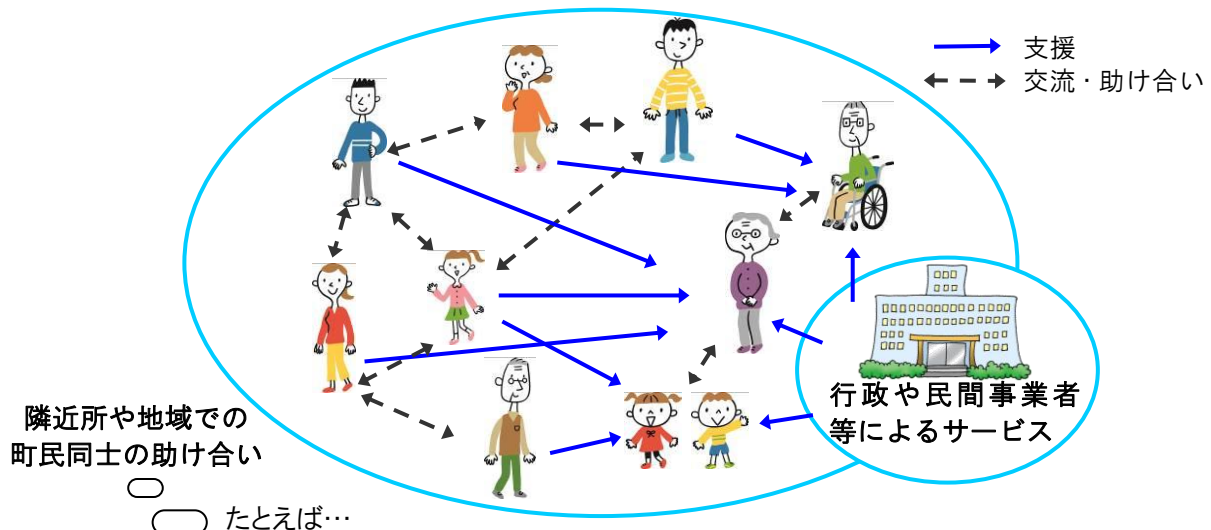 支援
交流・助け合い
行政や民間事業者
等によるサービス
隣近所や地域での
町民同士の助け合い
たとえば…